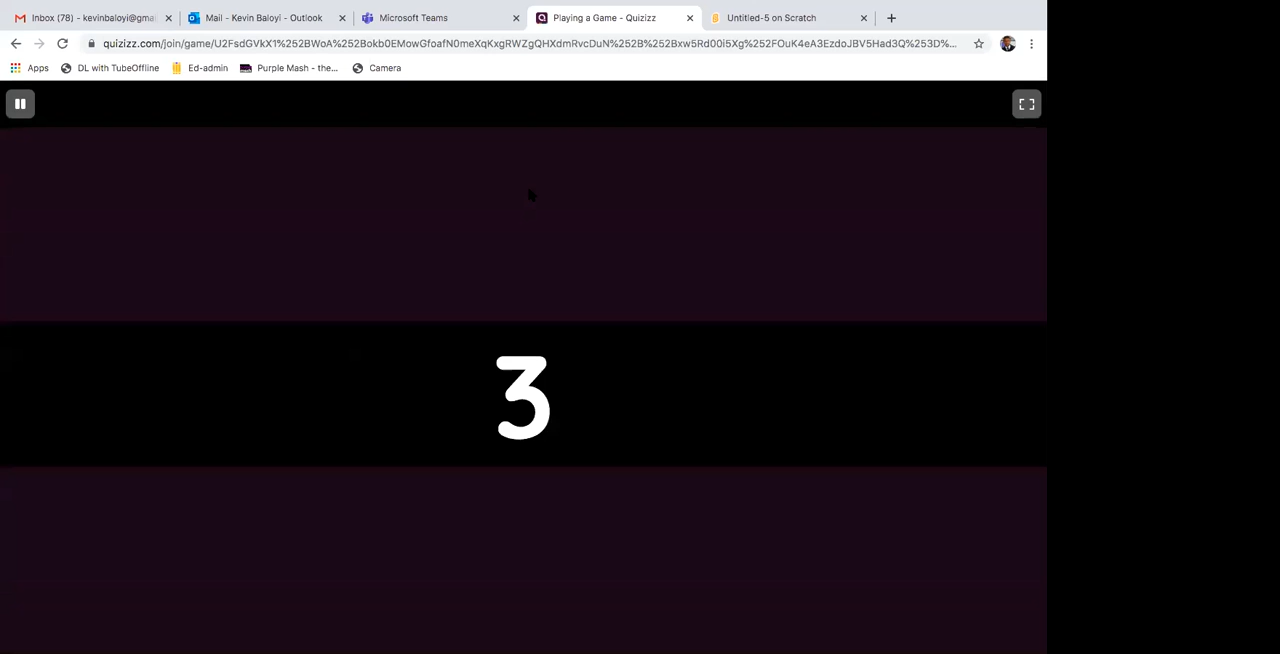 Inbox (78) - kevinbaloyi@gmai
Mail - Kevin Baloyi - Outlook
Microsoft Teams
Playing a Game - Quizizz
Untitled-5 on Scratch
quizizz.com/join/game/U2FsdGVkX1%252BWoA%252Bokb0EMowGfoafN0meXqKxgRWZgQHXdmRvcDuN%252B%252Bxw5Rd00i5Xg%252FOuK4eA3EzdoJBV5Had3Q%253D%...
Apps
DL with TubeOffline
Ed-admin
Purple Mash - the...
Camera
3